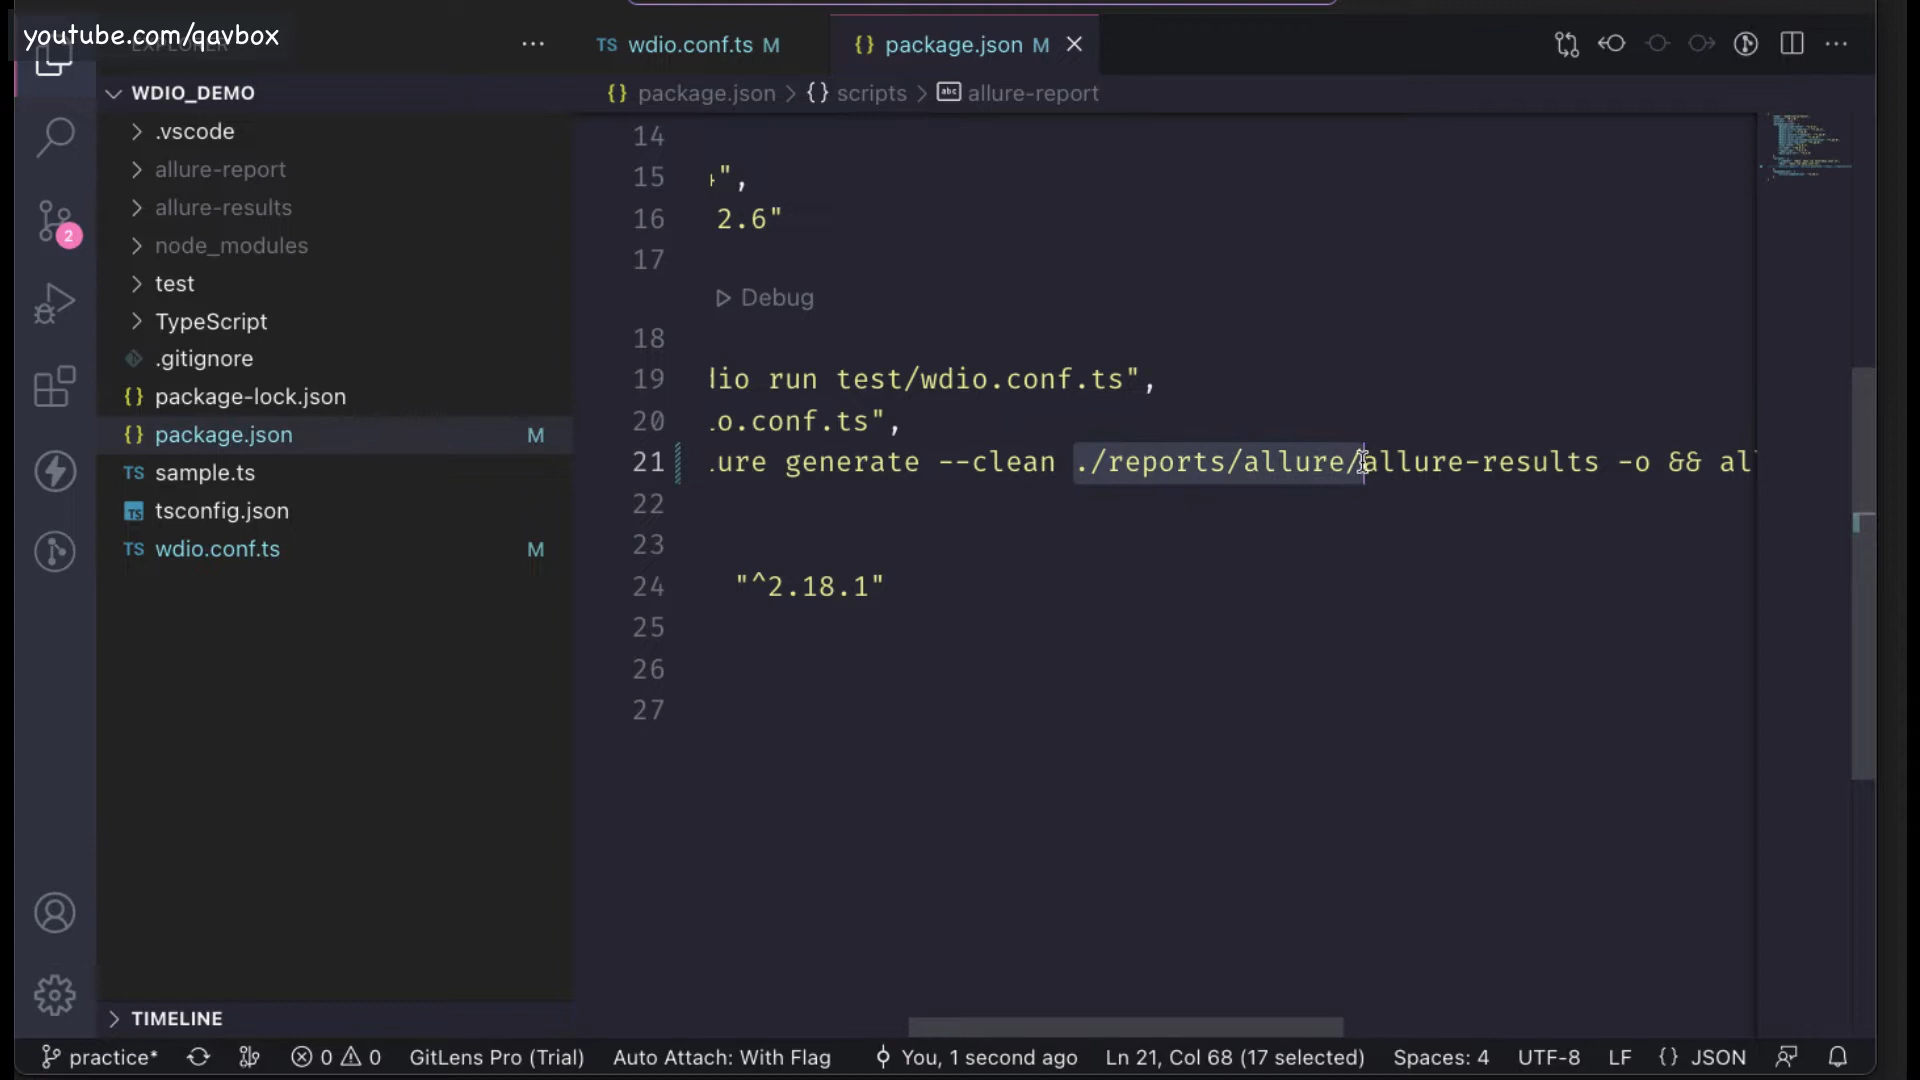 youtube.com/qavbox
wdio.conf.ts M
package.json M
WDIO_DEMO
package.json > {} scripts > abc allure-report
.vscode
allure-report
allure-results
node_modules
test
TypeScript
.gitignore
package-lock.json
package.json M
sample.ts
tsconfig.json
TS wdio.conf.ts M
2
14
15 ",
16 2.6"
17
Debug
18
19 dio run test/wdio.conf.ts",
20 .o.conf.ts",
21 .ure generate --clean ./reports/allure/allure-results -o && al
22
23
24 "^2.18.1"
25
26
27
TIMELINE
practice* 0 0 GitLens Pro (Trial) Auto Attach: With Flag You, 1 second ago Ln 21, Col 68 (17 selected) Spaces: 4 UTF-8 LF {} JSON